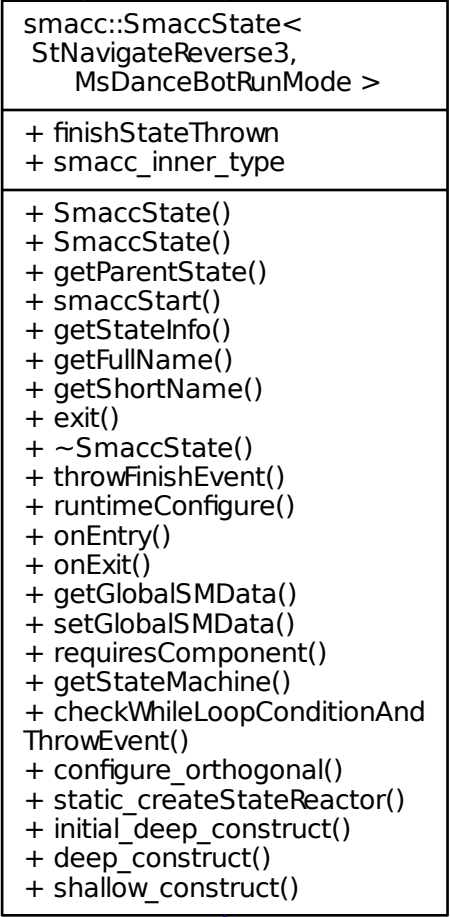 smacc::SmaccState<
StNavigateReverse3,
MsDanceBotRunMode >
+ finishStateThrown
+ smacc_inner_type
+ SmaccState()
+ SmaccState()
+ getParentState()
+ smaccStart()
+ getStateInfo()
+ getFullName()
+ getShortName()
+ exit()
+ ~SmaccState()
+ throwFinishEvent()
+ runtimeConfigure()
+ onEntry()
+ onExit()
+ getGlobalSMData()
+ setGlobalSMData()
+ requiresComponent()
+ getStateMachine()
+ checkWhileLoopConditionAnd
ThrowEvent()
+ configure_orthogonal()
+ static_createStateReactor()
+ initial_deep_construct()
+ deep_construct()
+ shallow_construct()